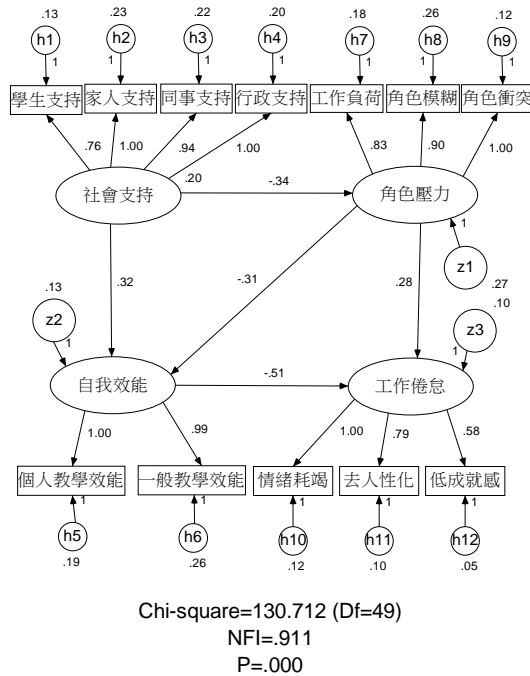 .13 .23 .22 .20 .18 .26 .12
h1 h2 h3 h4 h7 h8 h9
1 1 1 1 1 1 1
學生支持 家人支持 同事支持 行政支持 工作負荷 角色模糊 角色衝突
.76 1.00 .94 1.00 .83 .90 1.00
社會支持 .20 -.34 角色壓力
1
z1
.27
.32 -.31 .28
.13 .10
z2 z3
1 1
自我效能 -.51 工作倦怠
1.00 .99 1.00 .79 .58
個人教學效能 一般教學效能 情緒耗竭 去人性化 低成就感
1 1 1 1 1
h5 h6 h10 h11 h12
.19 .26 .12 .10 .05
Chi-square=130.712 (Df=49)
NFI=.911
P=.000